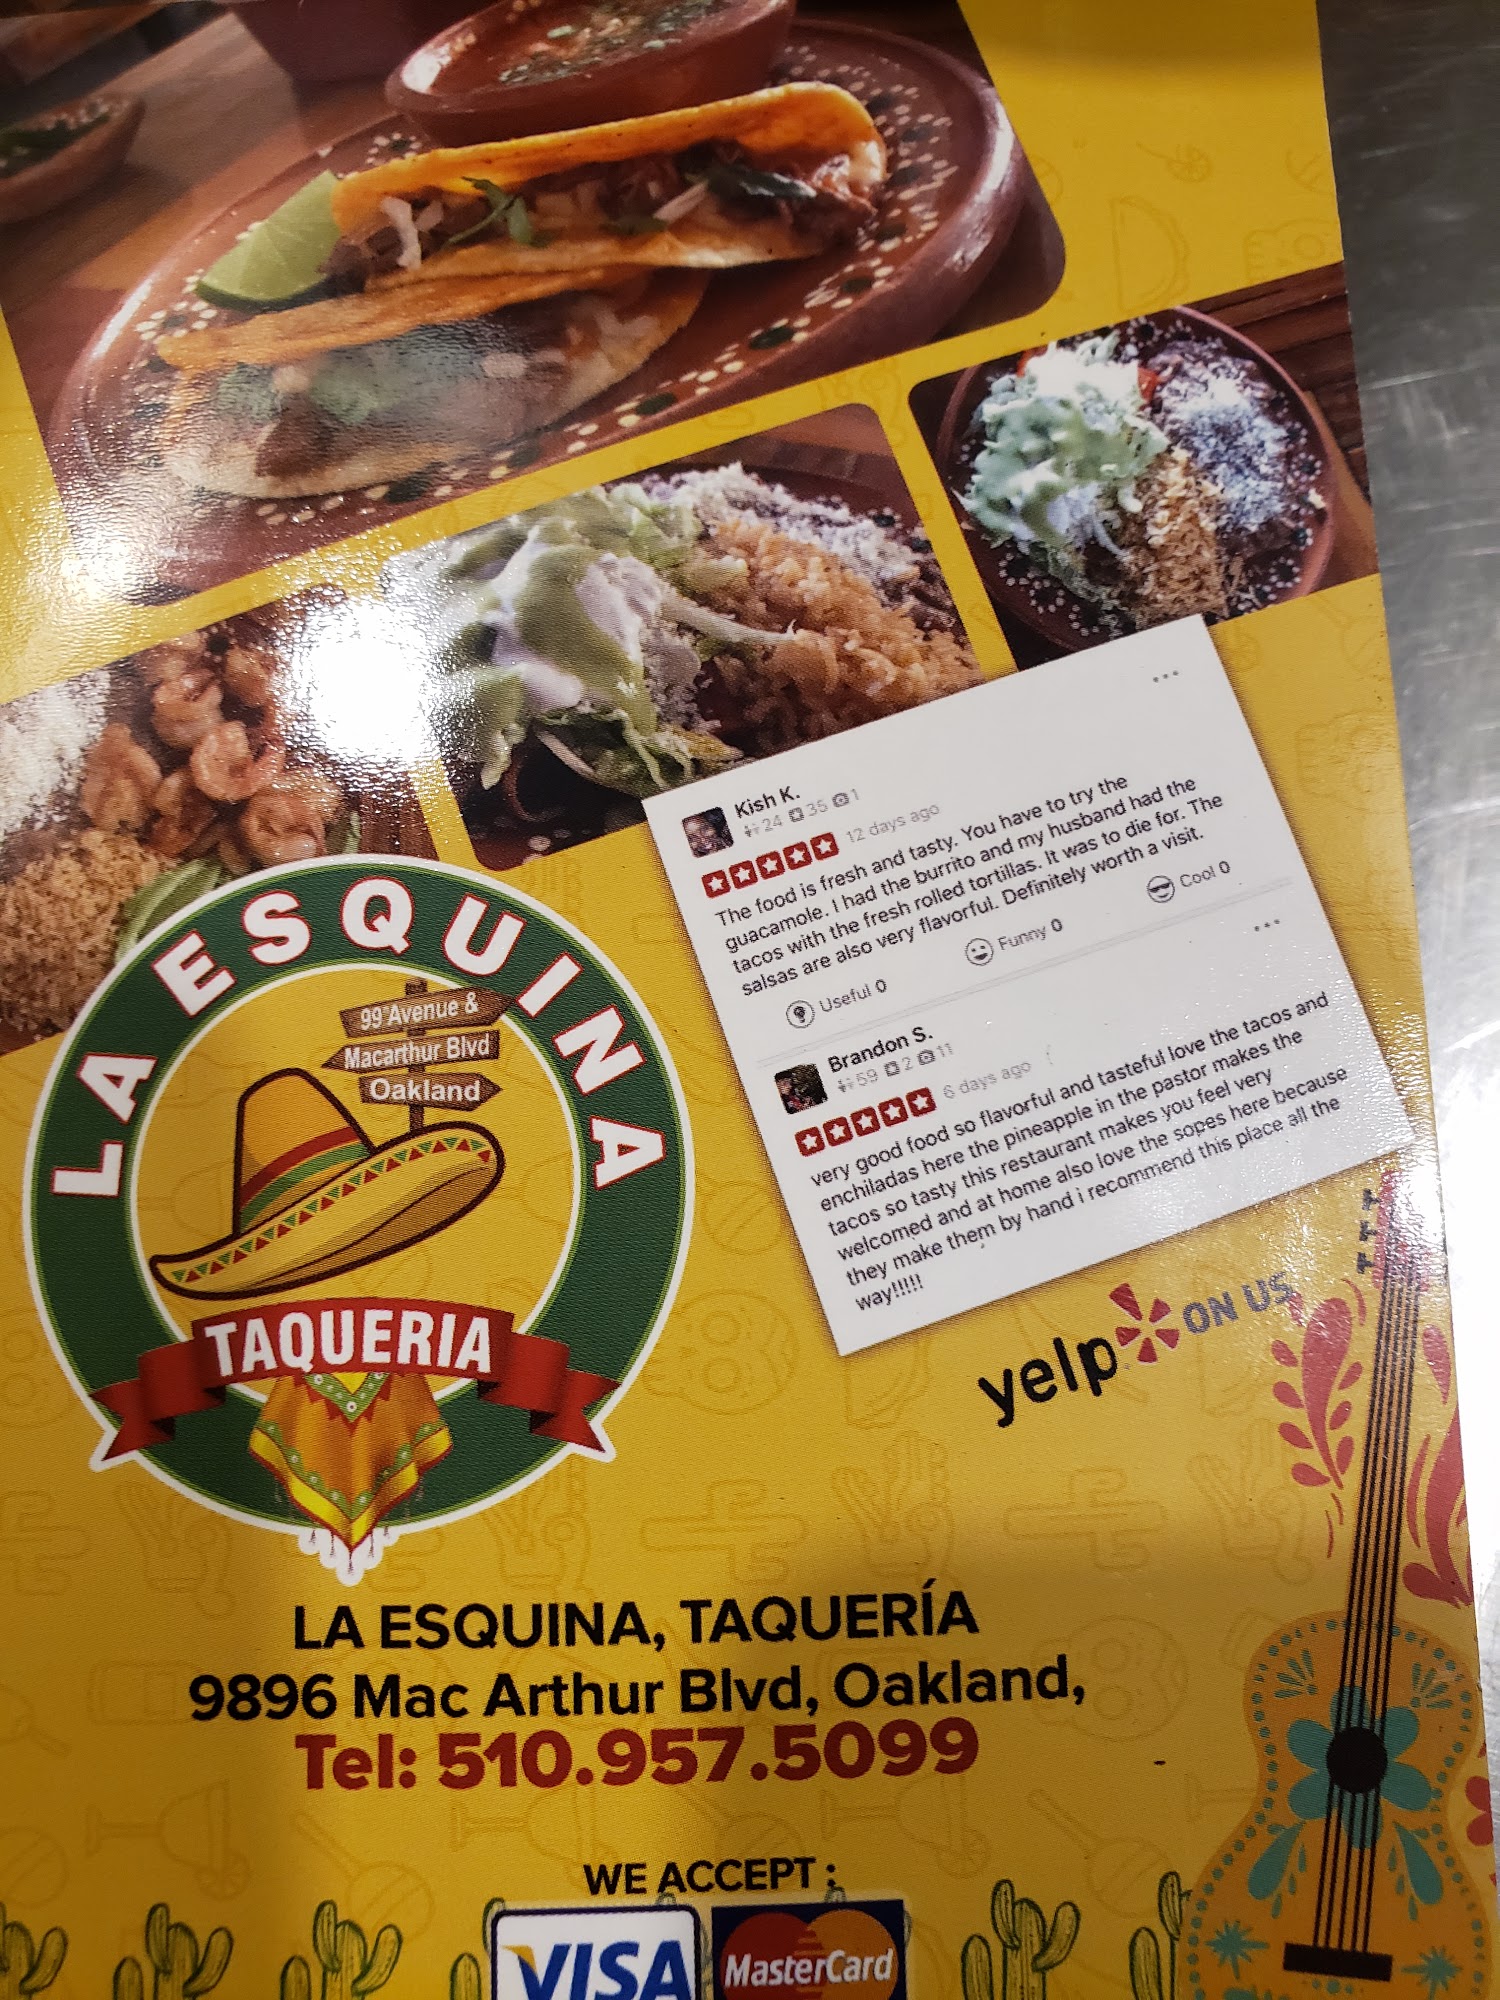 Kish K.
24 35 1
12 days ago
The food is fresh and tasty. You have to try the
guacamole. I had the burrito and my husband had the
tacos with the fresh rolled tortillas. It was to die for. The
salsas are also very flavorful. Definitely worth a visit.
Useful 0 Funny 0 Cool 0
Brandon S.
59 2 11
6 days ago
very good food so flavorful and tasteful love the tacos and
enchiladas here the pineapple in the pastor makes the
tacos so tasty this restaurant makes you feel very
welcomed and at home also love the sopes here because
they make them by hand i recommend this place all the
way!!!!!
yelp ON US
LA ESQUINA
99 Avenue &
Macarthur Blvd
Oakland
TAQUERIA
LA ESQUINA, TAQUERÍA
9896 Mac Arthur Blvd, Oakland,
Tel: 510.957.5099
WE ACCEPT :
VISA MasterCard